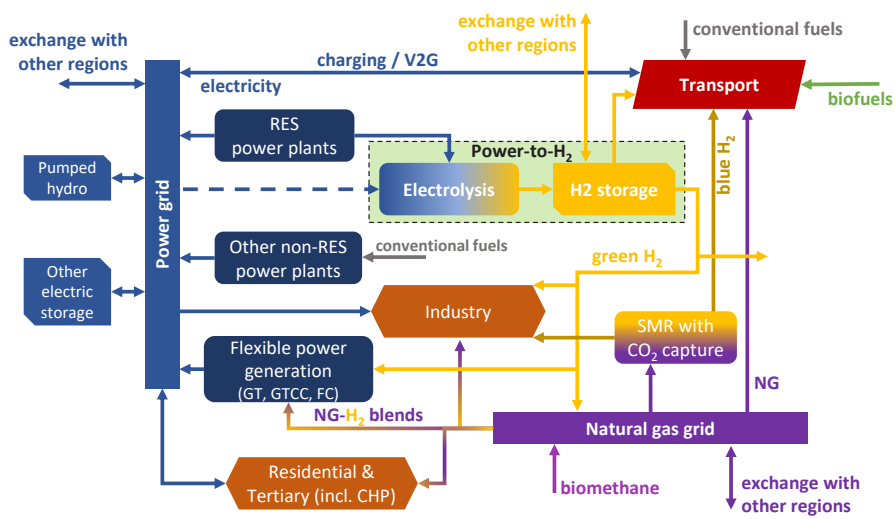 exchange with
other regions
exchange with
other regions
conventional fuels
charging / V2G
electricity
Transport
biofuels
RES
power plants
Power-to-H₂
Pumped
hydro
Electrolysis
H2 storage
blue H₂
Power grid
Other non-RES
power plants
conventional fuels
green H₂
Other
electric
storage
Industry
SMR with
CO₂ capture
Flexible power
generation
(GT, GTCC, FC)
NG
NG-H₂ blends
Natural gas grid
Residential &
Tertiary (incl. CHP)
biomethane
exchange with
other regions